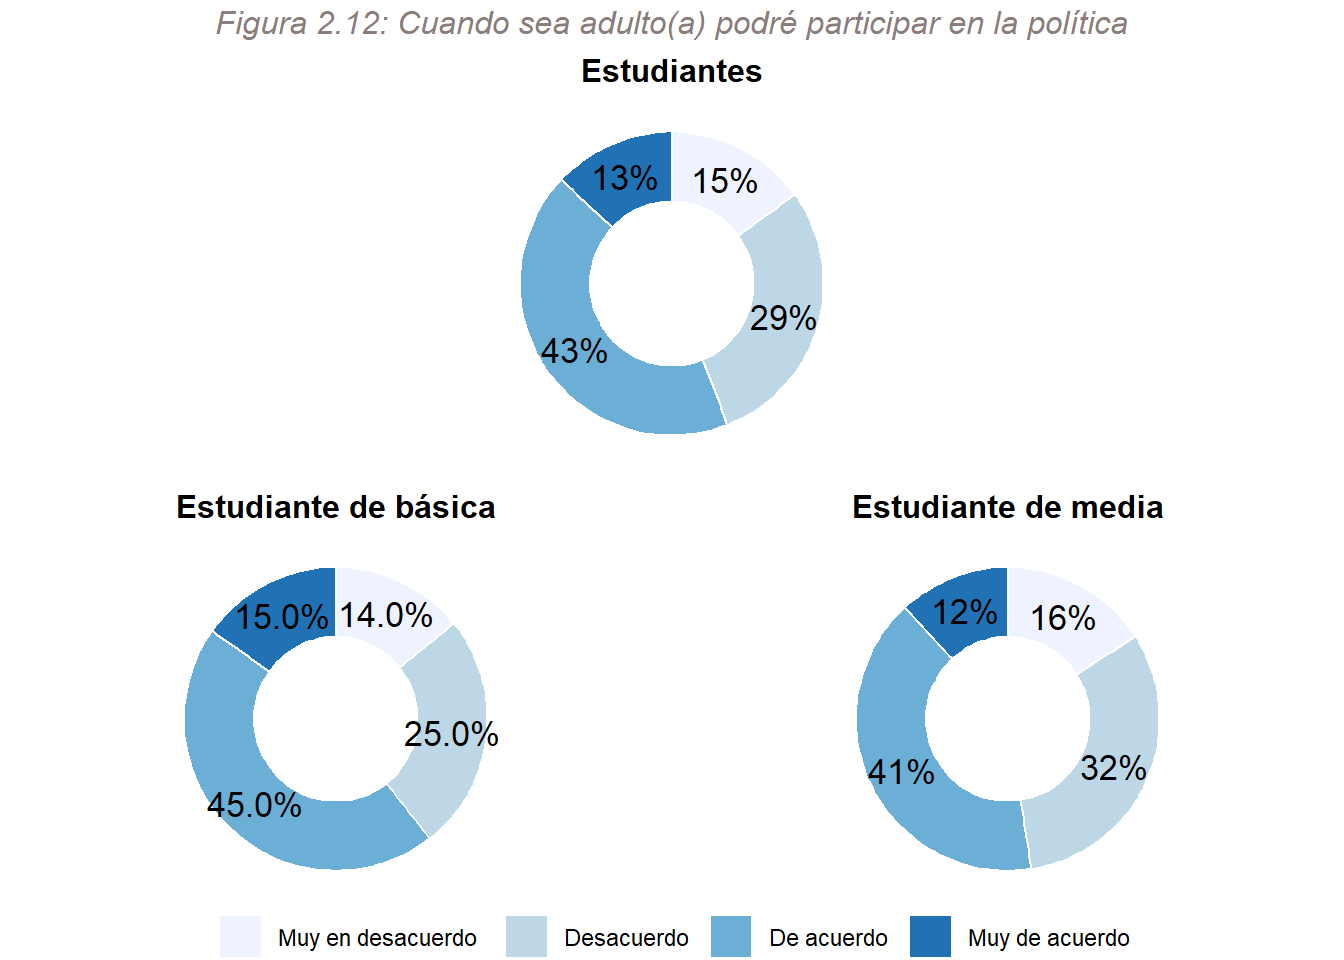 Figura 2.12: Cuando sea adulto(a) podré participar en la política
Estudiantes
13%
15%
29%
43%
Estudiante de básica
15.0%
14.0%
25.0%
45.0%
Estudiante de media
12%
16%
41%
32%
Muy en desacuerdo
Desacuerdo
De acuerdo
Muy de acuerdo